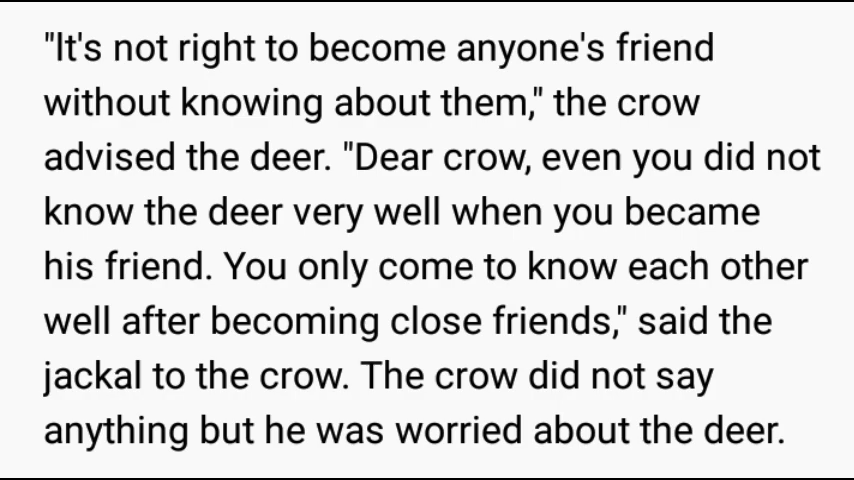 "It's not right to become anyone's friend
without knowing about them," the crow
advised the deer. "Dear crow, even you did not
know the deer very well when you became
his friend. You only come to know each other
well after becoming close friends," said the
jackal to the crow. The crow did not say
anything but he was worried about the deer.